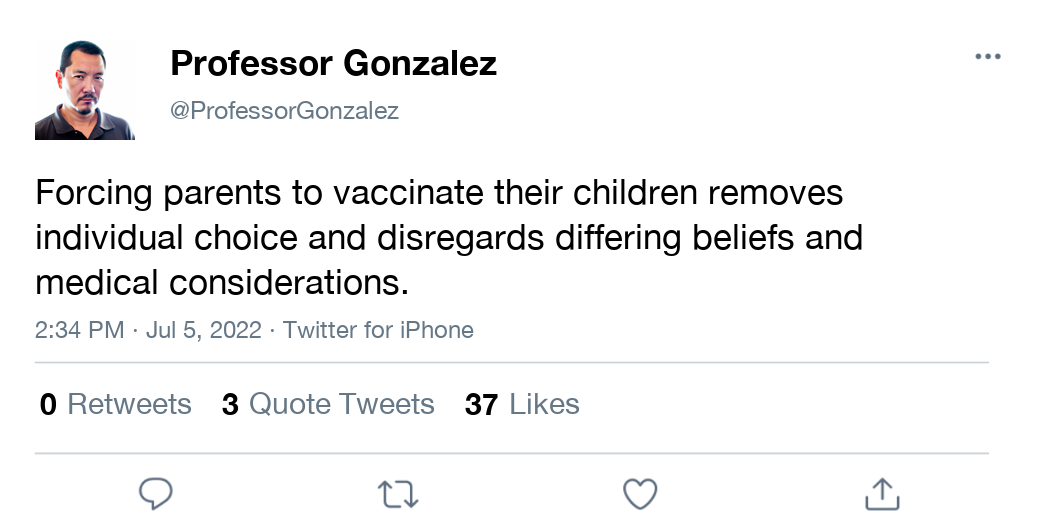 Professor Gonzalez
@ProfessorGonzalez
Forcing parents to vaccinate their children removes
individual choice and disregards differing beliefs and
medical considerations.
2:34 PM · Jul 5, 2022 · Twitter for iPhone
0 Retweets 3 Quote Tweets 37 Likes